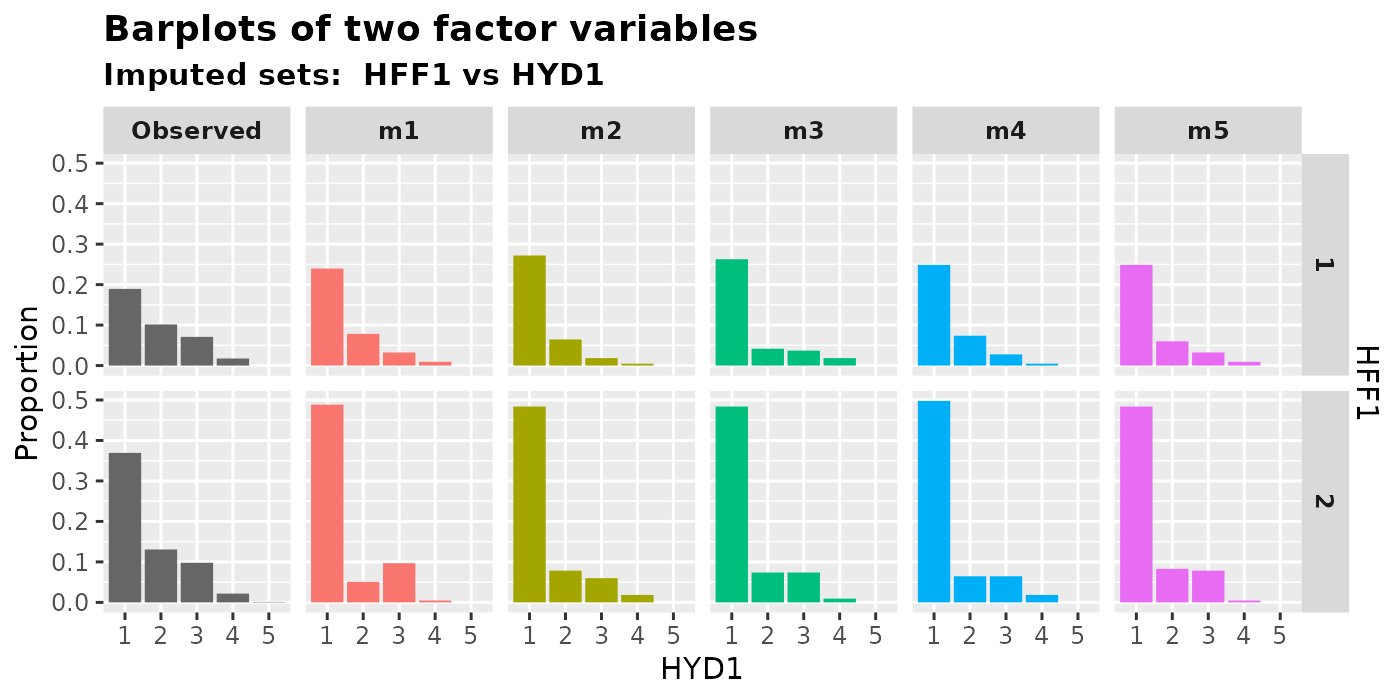 Barplots of two factor variables
Imputed sets:  HFF1 vs HYD1
Observed m1 m2 m3 m4 m5
0.5
0.4
0.3
0.2
0.1
0.0
1
0.5
0.4
0.3
0.2
0.1
0.0
2
1 2 3 4 5 1 2 3 4 5 1 2 3 4 5 1 2 3 4 5 1 2 3 4 5 1 2 3 4 5
HYD1
Proportion
HFF1